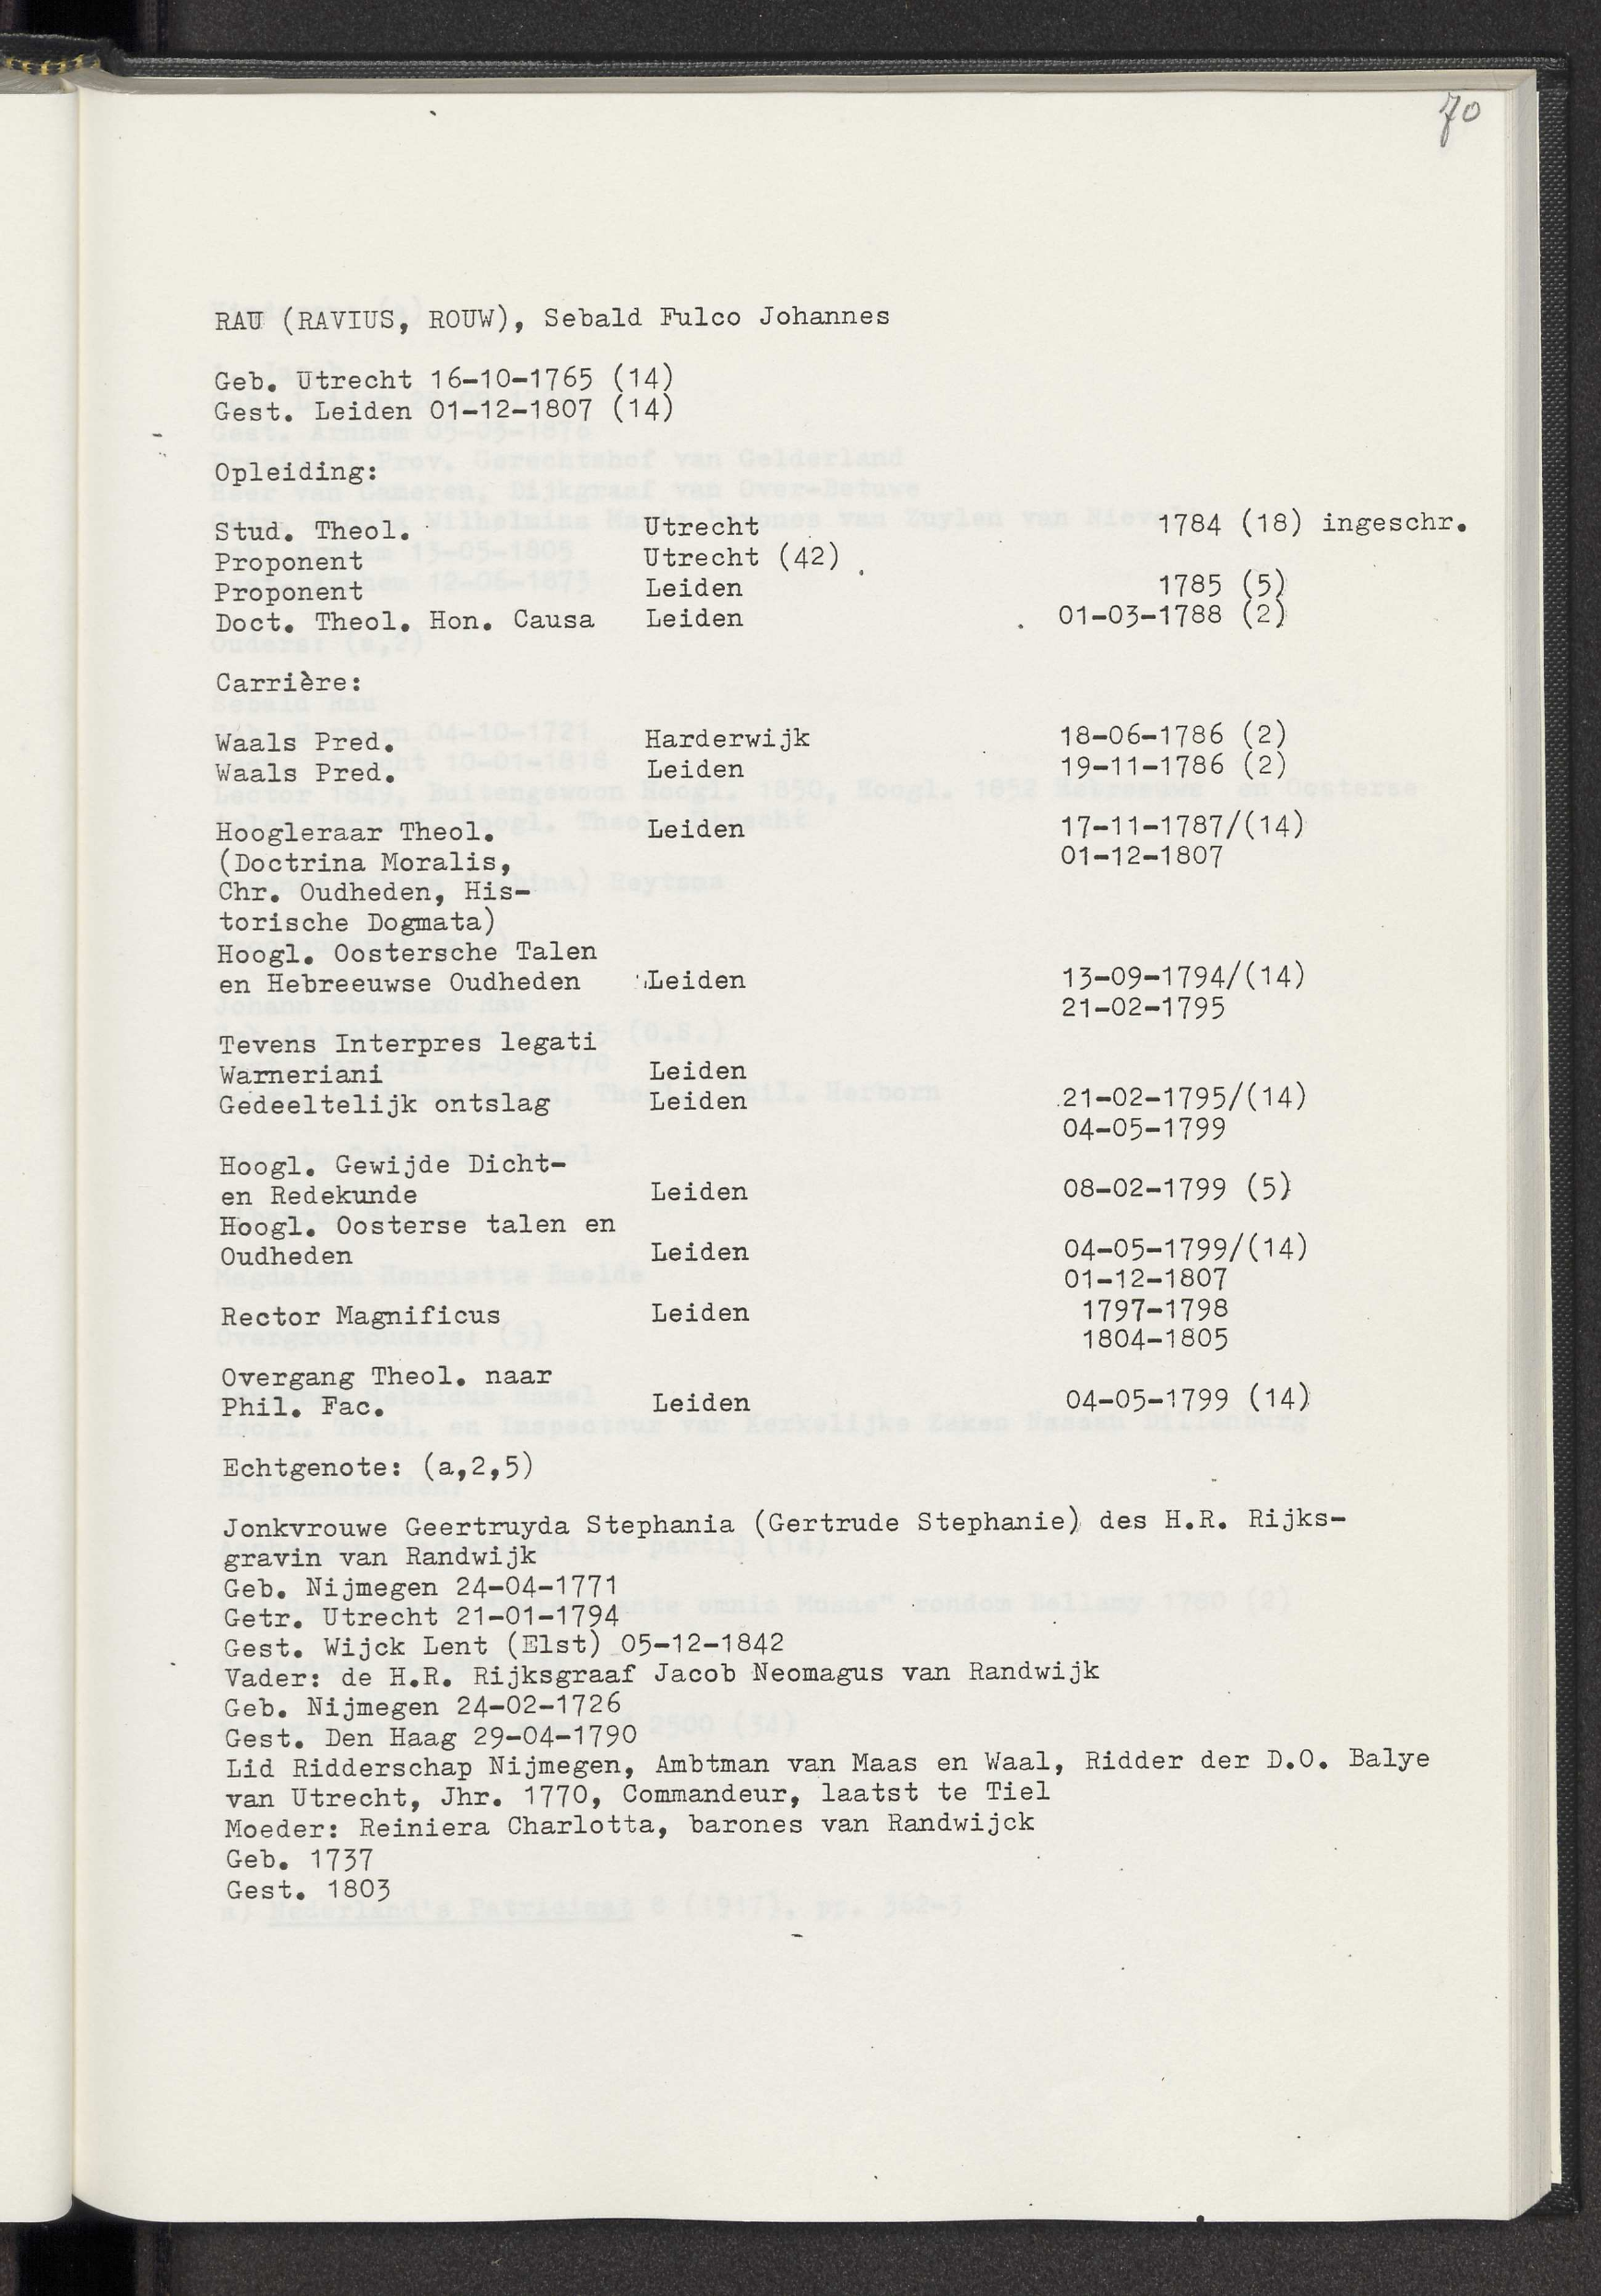 70
RAU (RAVIUS, ROUW), Sebald Fulco Johannes
Geb. Utrecht 16-10-1765 (14)
Gest. Leiden 01-12-1807 (14)
Opleiding:
Stud. Theol. Utrecht 1784 (18) ingeschr.
Proponent Utrecht (42)
Proponent Leiden 1785 (5)
Doct. Theol. Hon. Causa Leiden 01-03-1788 (2)
Carrière:
Waals Pred. Harderwijk 18-06-1786 (2)
Waals Pred. Leiden 19-11-1786 (2)
Hoogleraar Theol. Leiden 17-11-1787/(14)
(Doctrina Moralis, 01-12-1807
Chr. Oudheden, His-
torische Dogmata)
Hoogl. Oostersche Talen
en Hebreeuwse Oudheden Leiden 13-09-1794/(14)
21-02-1795
Tevens Interpres legati
Warneriani Leiden
Gedeeltelijk ontslag Leiden 21-02-1795/(14)
04-05-1799
Hoogl. Gewijde Dicht-
en Redekunde Leiden 08-02-1799 (5)
Hoogl. Oosterse talen en
Oudheden Leiden 04-05-1799/(14)
01-12-1807
Rector Magnificus Leiden 1797-1798
1804-1805
Overgang Theol. naar
Phil. Fac. Leiden 04-05-1799 (14)
Echtgenote: (a,2,5)
Jonkvrouwe Geertruyda Stephania (Gertrude Stephanie) des H.R. Rijks-
gravin van Randwijk
Geb. Nijmegen 24-04-1771
Getr. Utrecht 21-01-1794
Gest. Wijck Lent (Elst) 05-12-1842
Vader: de H.R. Rijksgraaf Jacob Neomagus van Randwijk
Geb. Nijmegen 24-02-1726
Gest. Den Haag 29-04-1790
Lid Ridderschap Nijmegen, Ambtman van Maas en Waal, Ridder der D.O. Balye
van Utrecht, Jhr. 1770, Commandeur, laatst te Tiel
Moeder: Reiniera Charlotta, barones van Randwijck
Geb. 1737
Gest. 1803